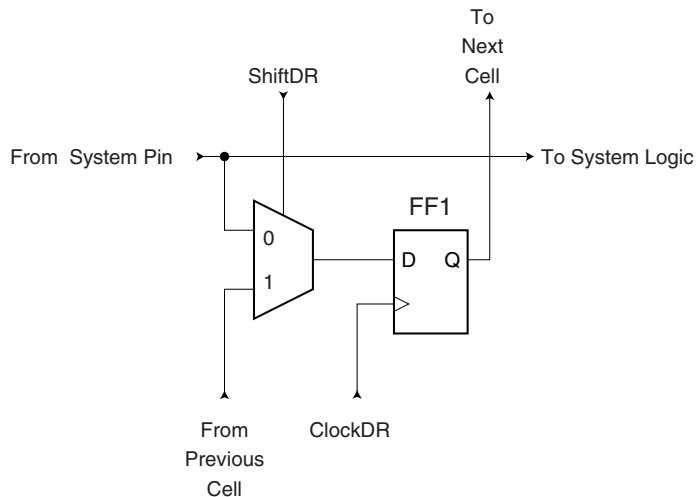 To
Next
Cell
ShiftDR
From System Pin
To System Logic
FF1
0
D Q
1
From
Previous
Cell
ClockDR